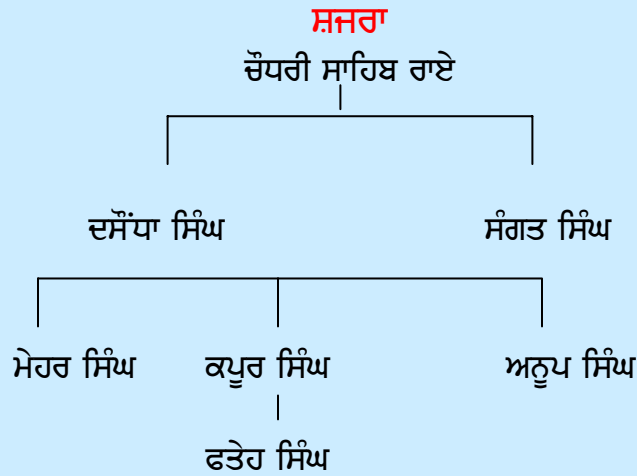 ਸ਼ਜਰਾ
ਚੌਧਰੀ ਸਾਹਿਬ ਰਾਏ
ਦਸੌਂਧਾ ਸਿੰਘ ਸੰਗਤ ਸਿੰਘ
ਮੇਹਰ ਸਿੰਘ ਕਪੂਰ ਸਿੰਘ ਅਨੂਪ ਸਿੰਘ
ਫਤੇਹ ਸਿੰਘ